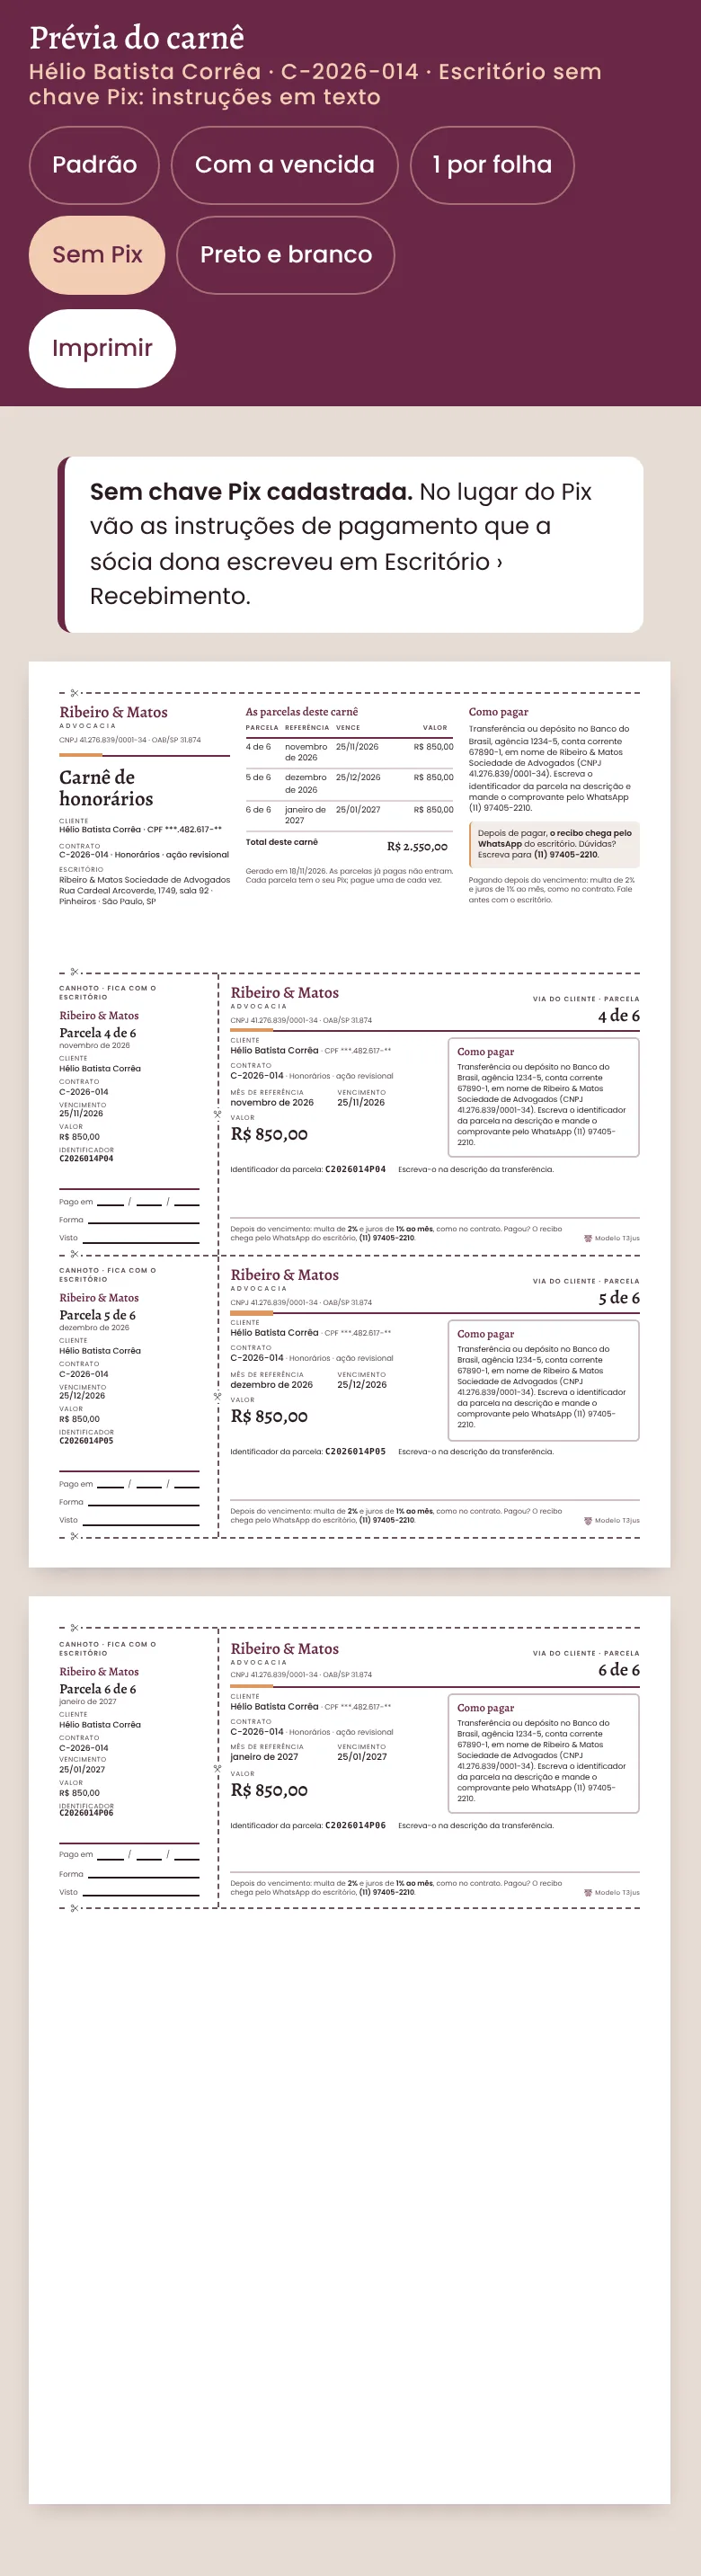 Prévia do carnê
Hélio Batista Corrêa · C-2026-014 · Escritório sem
chave Pix: instruções em texto
Padrão
Com a vencida
1 por folha
Sem Pix
Preto e branco
Imprimir
Sem chave Pix cadastrada. No lugar do Pix
vão as instruções de pagamento que a
sócia dona escreveu em Escritório ›
Recebimento.
Ribeiro & Matos
ADVOCACIA
CNPJ 41.276.839/0001-34 · OAB/SP 31.874
Carnê de
honorários
CLIENTE
Hélio Batista Corrêa · CPF ***.482.617-**
CONTRATO
C-2026-014 · Honorários · ação revisional
ESCRITÓRIO
Ribeiro & Matos Sociedade de Advogados
Rua Cardeal Arcoverde, 1749, sala 92 ·
Pinheiros · São Paulo, SP
As parcelas deste carnê
PARCELA REFERÊNCIA VENCE VALOR
4 de 6 novembro de 2026 25/11/2026 R$ 850,00
5 de 6 dezembro de 2026 25/12/2026 R$ 850,00
6 de 6 janeiro de 2027 25/01/2027 R$ 850,00
Total deste carnê R$ 2.550,00
Gerado em 18/11/2026. As parcelas já pagas não entram.
Cada parcela tem o seu Pix; pague uma de cada vez.
Como pagar
Transferência ou depósito no Banco do
Brasil, agência 1234-5, conta corrente
67890-1, em nome de Ribeiro & Matos
Sociedade de Advogados (CNPJ
41.276.839/0001-34). Escreva o
identificador da parcela na descrição e
mande o comprovante pelo WhatsApp
(11) 97405-2210.
Depois de pagar, o recibo chega pelo
WhatsApp do escritório. Dúvidas?
Escreva para (11) 97405-2210.
Pagando depois do vencimento: multa de 2%
e juros de 1% ao mês, como no contrato. Fale
antes com o escritório.
CANHOTO · FICA COM O
ESCRITÓRIO
Ribeiro & Matos
Parcela 4 de 6
novembro de 2026
CLIENTE
Hélio Batista Corrêa
CONTRATO
C-2026-014
VENCIMENTO
25/11/2026
VALOR
R$ 850,00
IDENTIFICADOR
C2026014P04
Pago em / /
Forma
Visto
Ribeiro & Matos
ADVOCACIA
CNPJ 41.276.839/0001-34 · OAB/SP 31.874
VIA DO CLIENTE · PARCELA
4 de 6
CLIENTE
Hélio Batista Corrêa · CPF ***.482.617-**
CONTRATO
C-2026-014 · Honorários · ação revisional
MÊS DE REFERÊNCIA VENCIMENTO
novembro de 2026 25/11/2026
VALOR
R$ 850,00
Como pagar
Transferência ou depósito no Banco do
Brasil, agência 1234-5, conta corrente
67890-1, em nome de Ribeiro & Matos
Sociedade de Advogados (CNPJ
41.276.839/0001-34). Escreva o identificador
da parcela na descrição e mande o
comprovante pelo WhatsApp (11) 97405-
2210.
Identificador da parcela: C2026014P04 Escreva-o na descrição da transferência.
Depois do vencimento: multa de 2% e juros de 1% ao mês, como no contrato. Pagou? O recibo
chega pelo WhatsApp do escritório, (11) 97405-2210.
Modelo T3jus
CANHOTO · FICA COM O
ESCRITÓRIO
Ribeiro & Matos
Parcela 5 de 6
dezembro de 2026
CLIENTE
Hélio Batista Corrêa
CONTRATO
C-2026-014
VENCIMENTO
25/12/2026
VALOR
R$ 850,00
IDENTIFICADOR
C2026014P05
Pago em / /
Forma
Visto
Ribeiro & Matos
ADVOCACIA
CNPJ 41.276.839/0001-34 · OAB/SP 31.874
VIA DO CLIENTE · PARCELA
5 de 6
CLIENTE
Hélio Batista Corrêa · CPF ***.482.617-**
CONTRATO
C-2026-014 · Honorários · ação revisional
MÊS DE REFERÊNCIA VENCIMENTO
dezembro de 2026 25/12/2026
VALOR
R$ 850,00
Como pagar
Transferência ou depósito no Banco do
Brasil, agência 1234-5, conta corrente
67890-1, em nome de Ribeiro & Matos
Sociedade de Advogados (CNPJ
41.276.839/0001-34). Escreva o identificador
da parcela na descrição e mande o
comprovante pelo WhatsApp (11) 97405-
2210.
Identificador da parcela: C2026014P05 Escreva-o na descrição da transferência.
Depois do vencimento: multa de 2% e juros de 1% ao mês, como no contrato. Pagou? O recibo
chega pelo WhatsApp do escritório, (11) 97405-2210.
Modelo T3jus
CANHOTO · FICA COM O
ESCRITÓRIO
Ribeiro & Matos
Parcela 6 de 6
janeiro de 2027
CLIENTE
Hélio Batista Corrêa
CONTRATO
C-2026-014
VENCIMENTO
25/01/2027
VALOR
R$ 850,00
IDENTIFICADOR
C2026014P06
Pago em / /
Forma
Visto
Ribeiro & Matos
ADVOCACIA
CNPJ 41.276.839/0001-34 · OAB/SP 31.874
VIA DO CLIENTE · PARCELA
6 de 6
CLIENTE
Hélio Batista Corrêa · CPF ***.482.617-**
CONTRATO
C-2026-014 · Honorários · ação revisional
MÊS DE REFERÊNCIA VENCIMENTO
janeiro de 2027 25/01/2027
VALOR
R$ 850,00
Como pagar
Transferência ou depósito no Banco do
Brasil, agência 1234-5, conta corrente
67890-1, em nome de Ribeiro & Matos
Sociedade de Advogados (CNPJ
41.276.839/0001-34). Escreva o identificador
da parcela na descrição e mande o
comprovante pelo WhatsApp (11) 97405-
2210.
Identificador da parcela: C2026014P06 Escreva-o na descrição da transferência.
Depois do vencimento: multa de 2% e juros de 1% ao mês, como no contrato. Pagou? O recibo
chega pelo WhatsApp do escritório, (11) 97405-2210.
Modelo T3jus